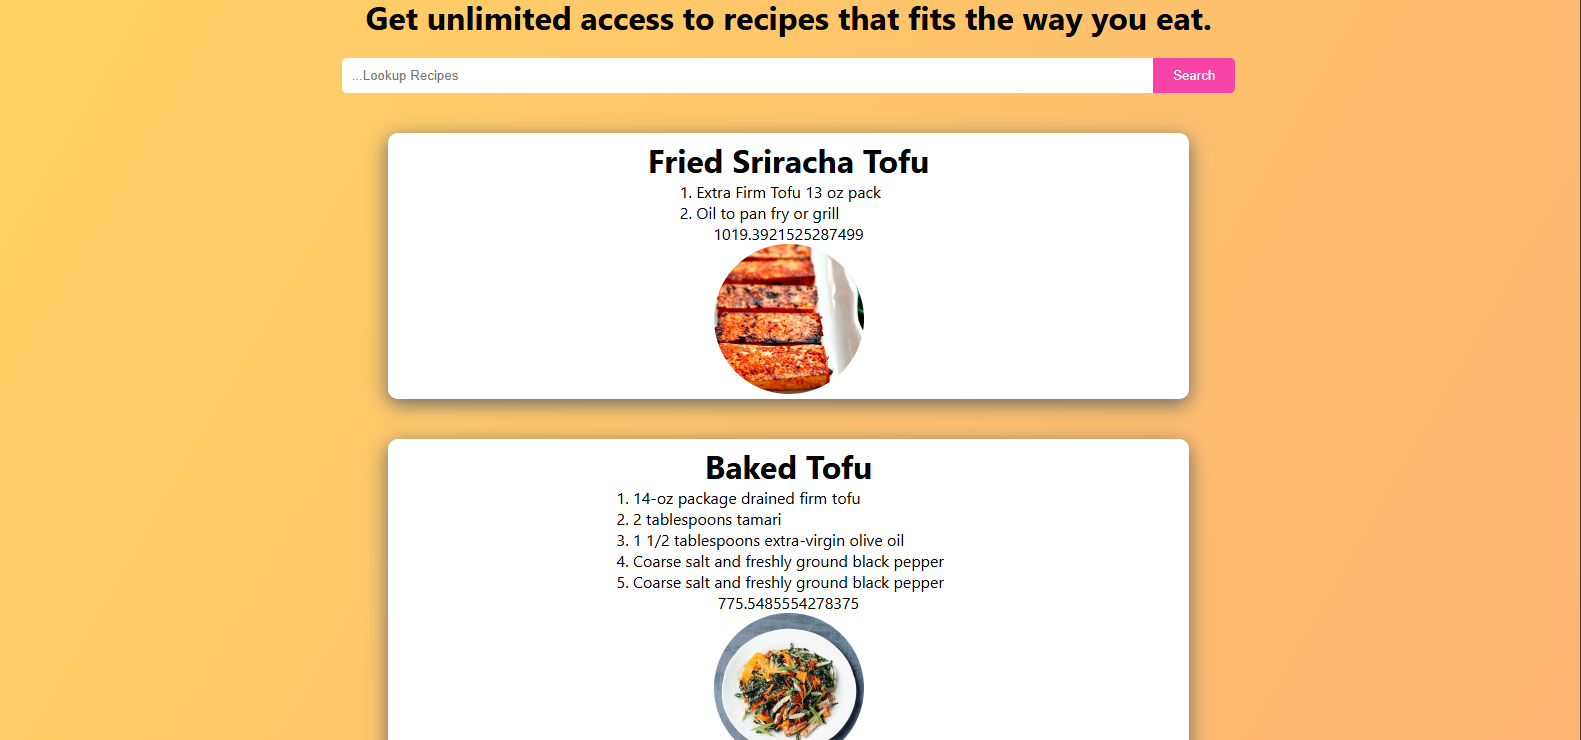 Get unlimited access to recipes that fits the way you eat.
...Lookup Recipes
Search
Fried Sriracha Tofu
1. Extra Firm Tofu 13 oz pack
2. Oil to pan fry or grill
1019.3921525287499
Baked Tofu
1. 14-oz package drained firm tofu
2. 2 tablespoons tamari
3. 1 1/2 tablespoons extra-virgin olive oil
4. Coarse salt and freshly ground black pepper
5. Coarse salt and freshly ground black pepper
775.5485554278375